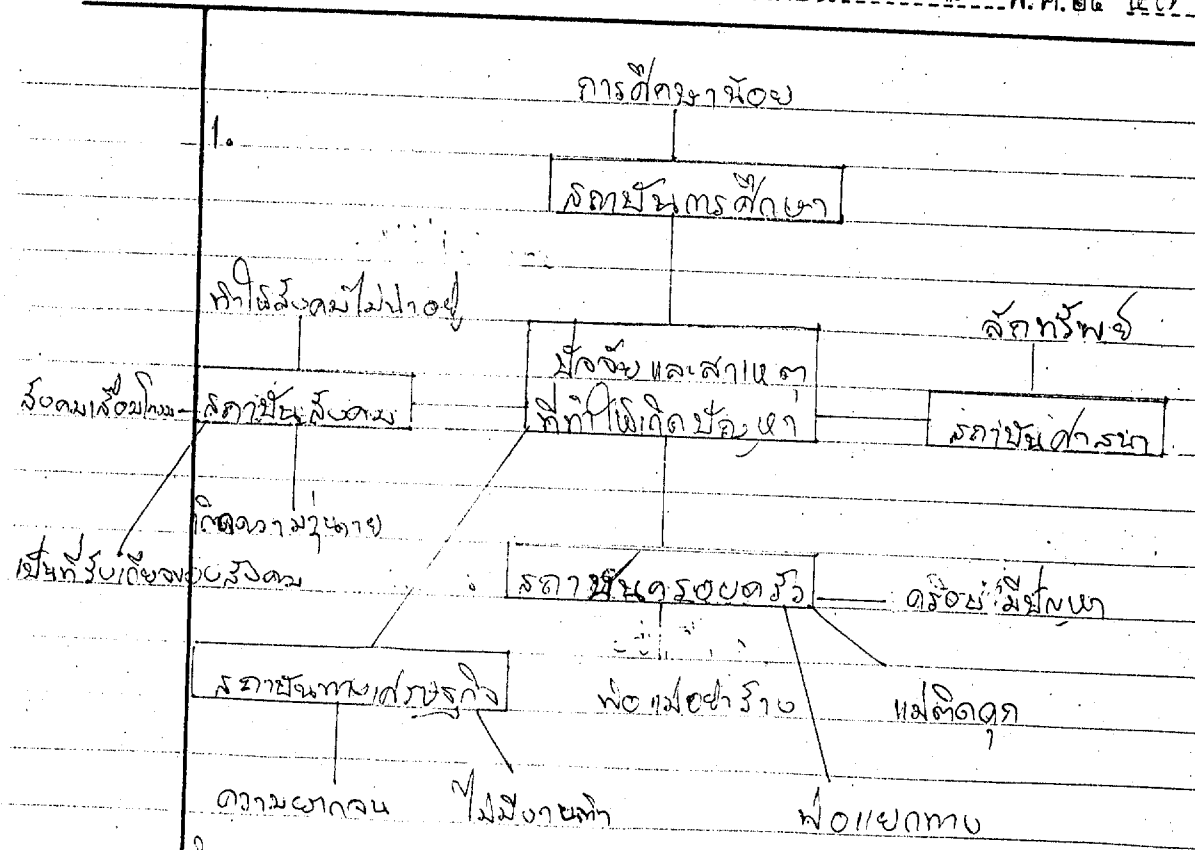 พ.ศ. ๒๕
การศึกษาน้อย
1.
สถาบันการศึกษา
ทำให้สังคมไม่น่าอยู่
ลักทรัพย์
ปัจจัยและสาเหตุ
ที่ทำให้เกิดปัญหา
สังคมเสื่อมโทรม
สถาบันสังคม
สถาบันศาสนา
เกิดความวุ่นวาย
เป็นที่รังเกียจของสังคม
สถาบันครอบครัว
มีปัญหา
สถาบันทางเศรษฐกิจ
พ่อแม่อย่าร้าง
แม่ติดคุก
ความยากจน
ไม่มีงานทำ
พ่อแยกทาง